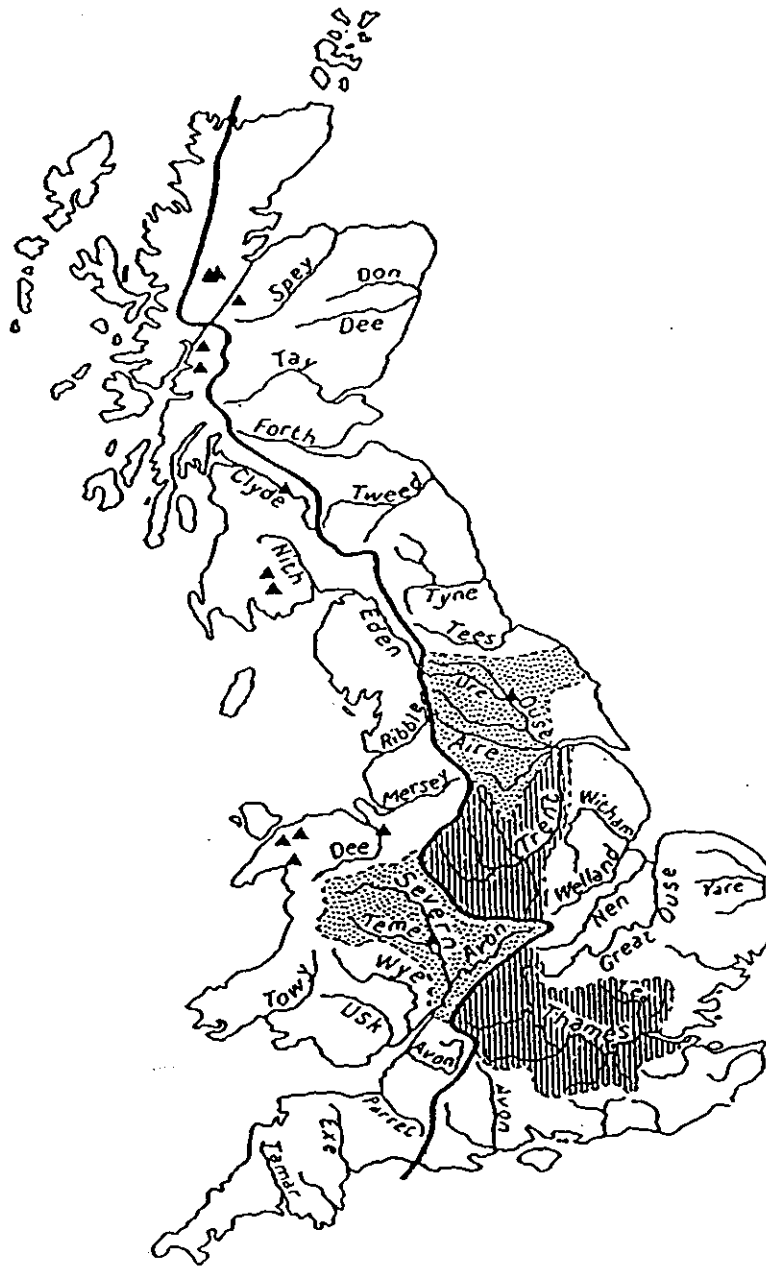 Spey
Don
Dee
Tay
Forth
Clyde
Tweed
Nith
Tyne
Eden
Tees
Ure
Ouse
Ribble
Aire
Mersey
Trent
Witham
Dee
Welland
Severn
Nen
Ouse
Yare
Teme
Avon
Great
Wye
Towy
Lea
Usk
Thames
Avon
Avon
Parret
Exe
Tamar